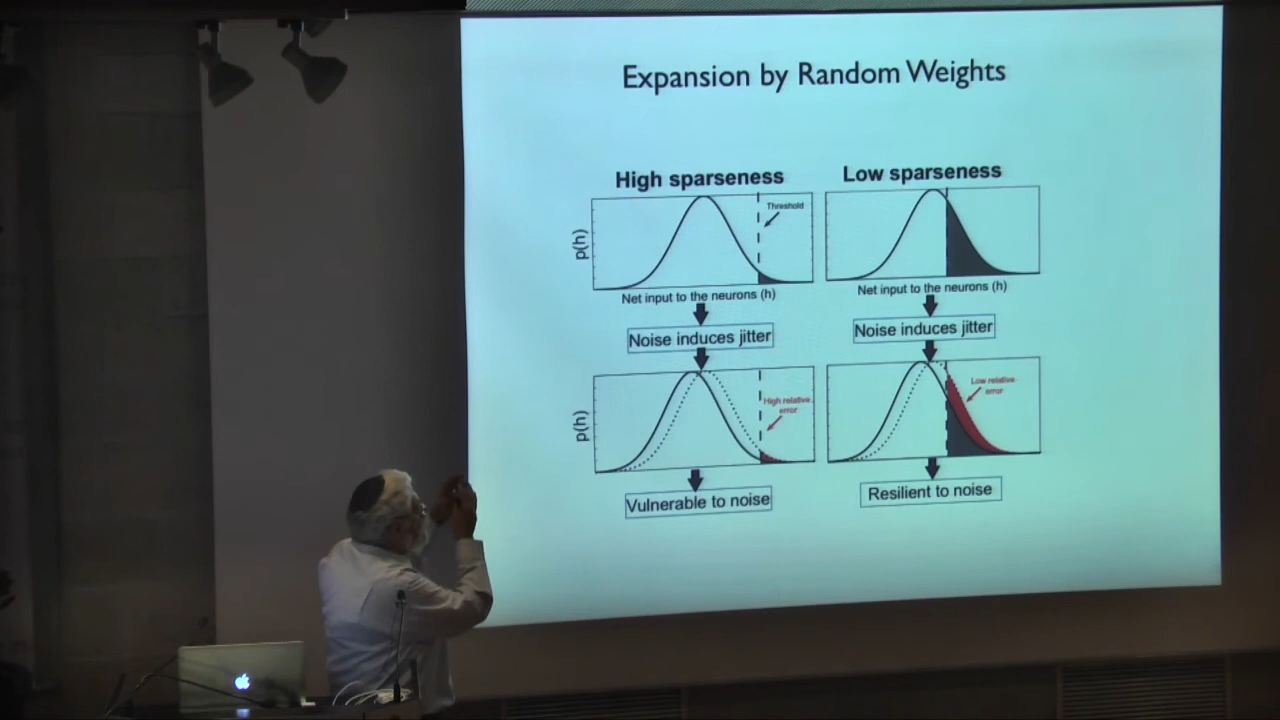 Expansion by Random Weights
High sparseness
Low sparseness
Threshold
p(h)
Net input to the neurons (h)
Net input to the neurons (h)
Noise induces jitter
Noise induces jitter
High relative
error
Low relative
error
p(h)
Vulnerable to noise
Resilient to noise